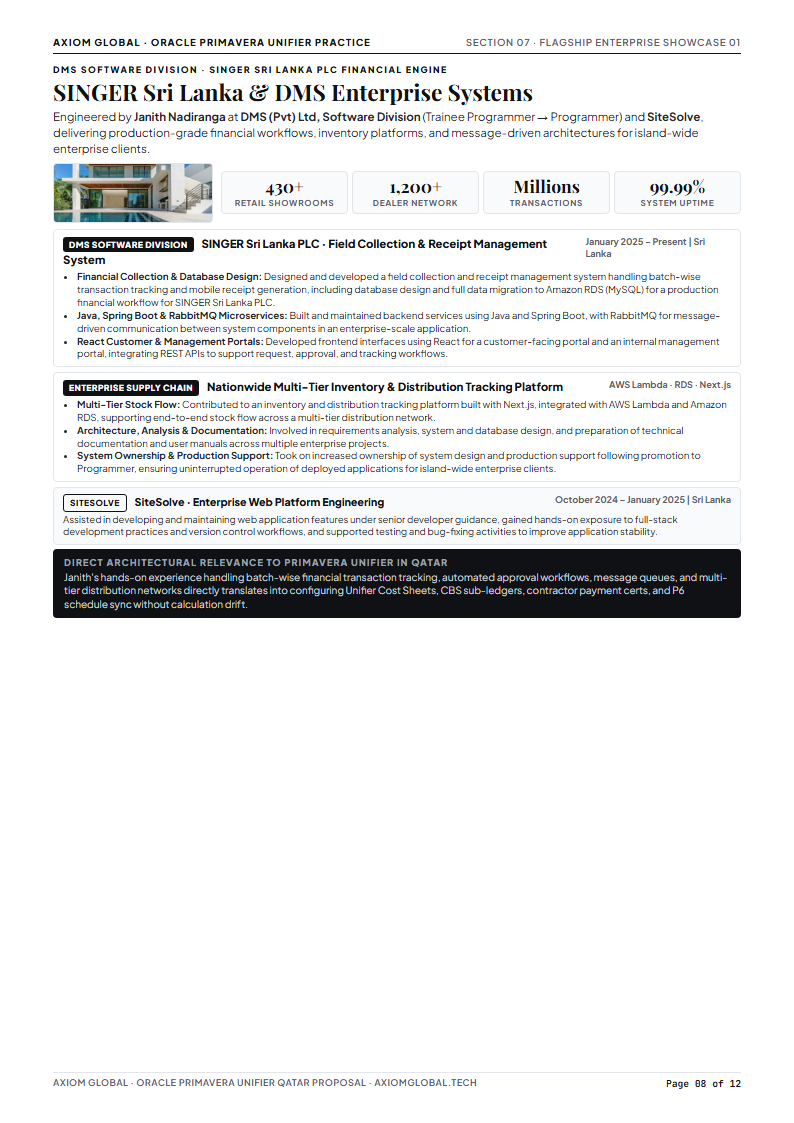 AXIOM GLOBAL · ORACLE PRIMAVERA UNIFIER PRACTICE
SECTION 07 · FLAGSHIP ENTERPRISE SHOWCASE 01
DMS SOFTWARE DIVISION · SINGER SRI LANKA PLC FINANCIAL ENGINE
SINGER Sri Lanka & DMS Enterprise Systems
Engineered by Janith Nadiranga at DMS (Pvt) Ltd, Software Division (Trainee Programmer → Programmer) and SiteSolve,
delivering production-grade financial workflows, inventory platforms, and message-driven architectures for island-wide
enterprise clients.
430+
RETAIL SHOWROOMS
1,200+
DEALER NETWORK
Millions
TRANSACTIONS
99.99%
SYSTEM UPTIME
DMS SOFTWARE DIVISION SINGER Sri Lanka PLC · Field Collection & Receipt Management
System
January 2025 – Present | Sri
Lanka
• Financial Collection & Database Design: Designed and developed a field collection and receipt management system handling batch-wise
transaction tracking and mobile receipt generation, including database design and full data migration to Amazon RDS (MySQL) for a production
financial workflow for SINGER Sri Lanka PLC.
• Java, Spring Boot & RabbitMQ Microservices: Built and maintained backend services using Java and Spring Boot, with RabbitMQ for message-
driven communication between system components in an enterprise-scale application.
• React Customer & Management Portals: Developed frontend interfaces using React for a customer-facing portal and an internal management
portal, integrating REST APIs to support request, approval, and tracking workflows.
ENTERPRISE SUPPLY CHAIN Nationwide Multi-Tier Inventory & Distribution Tracking Platform
AWS Lambda · RDS · Next.js
• Multi-Tier Stock Flow: Contributed to an inventory and distribution tracking platform built with Next.js, integrated with AWS Lambda and Amazon
RDS, supporting end-to-end stock flow across a multi-tier distribution network.
• Architecture, Analysis & Documentation: Involved in requirements analysis, system and database design, and preparation of technical
documentation and user manuals across multiple enterprise projects.
• System Ownership & Production Support: Took on increased ownership of system design and production support following promotion to
Programmer, ensuring uninterrupted operation of deployed applications for island-wide enterprise clients.
SITESOLVE SiteSolve · Enterprise Web Platform Engineering
October 2024 – January 2025 | Sri Lanka
Assisted in developing and maintaining web application features under senior developer guidance, gained hands-on exposure to full-stack
development practices and version control workflows, and supported testing and bug-fixing activities to improve application stability.
DIRECT ARCHITECTURAL RELEVANCE TO PRIMAVERA UNIFIER IN QATAR
Janith's hands-on experience handling batch-wise financial transaction tracking, automated approval workflows, message queues, and multi-
tier distribution networks directly translates into configuring Unifier Cost Sheets, CBS sub-ledgers, contractor payment certs, and P6
schedule sync without calculation drift.
AXIOM GLOBAL · ORACLE PRIMAVERA UNIFIER QATAR PROPOSAL · AXIOMGLOBAL.TECH
Page 08 of 12